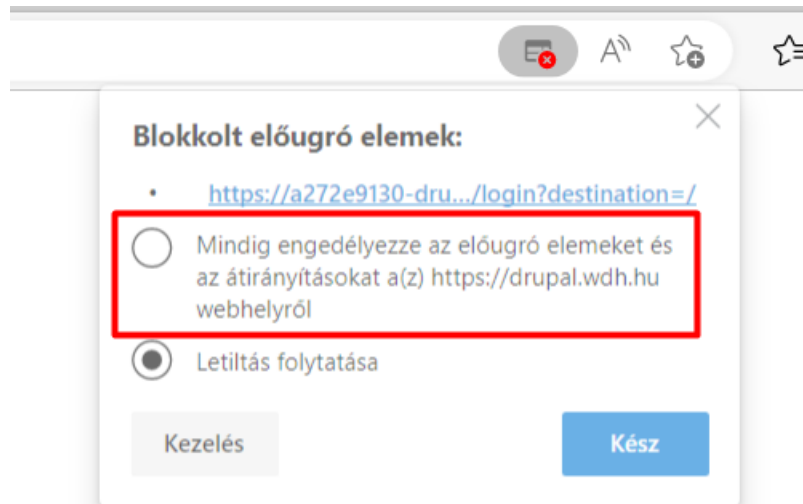 Blokkolt előugró elemek:
• https://a272e9130-dru.../login?destination=/
Mindig engedélyezze az előugró elemeket és
az átirányításokat a(z) https://drupal.wdh.hu
webhelyről
Letiltás folytatása
Kezelés
Kész